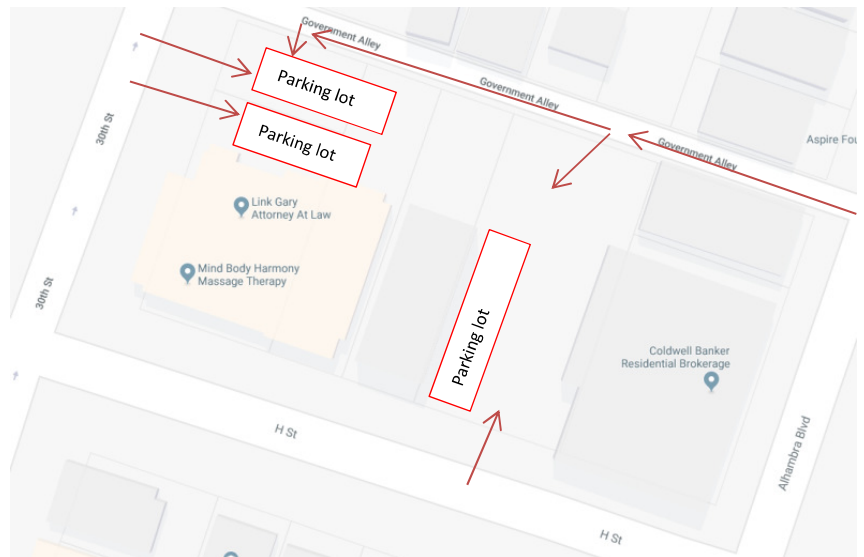 Government Alley
Parking lot
Government Alley
Parking lot
30th St
Government Alley
Aspire Fou
Link Gary
Attorney At Law
Mind Body Harmony
Massage Therapy
30th St
Parking lot
Coldwell Banker
Residential Brokerage
H St
Alhambra Blvd
H St